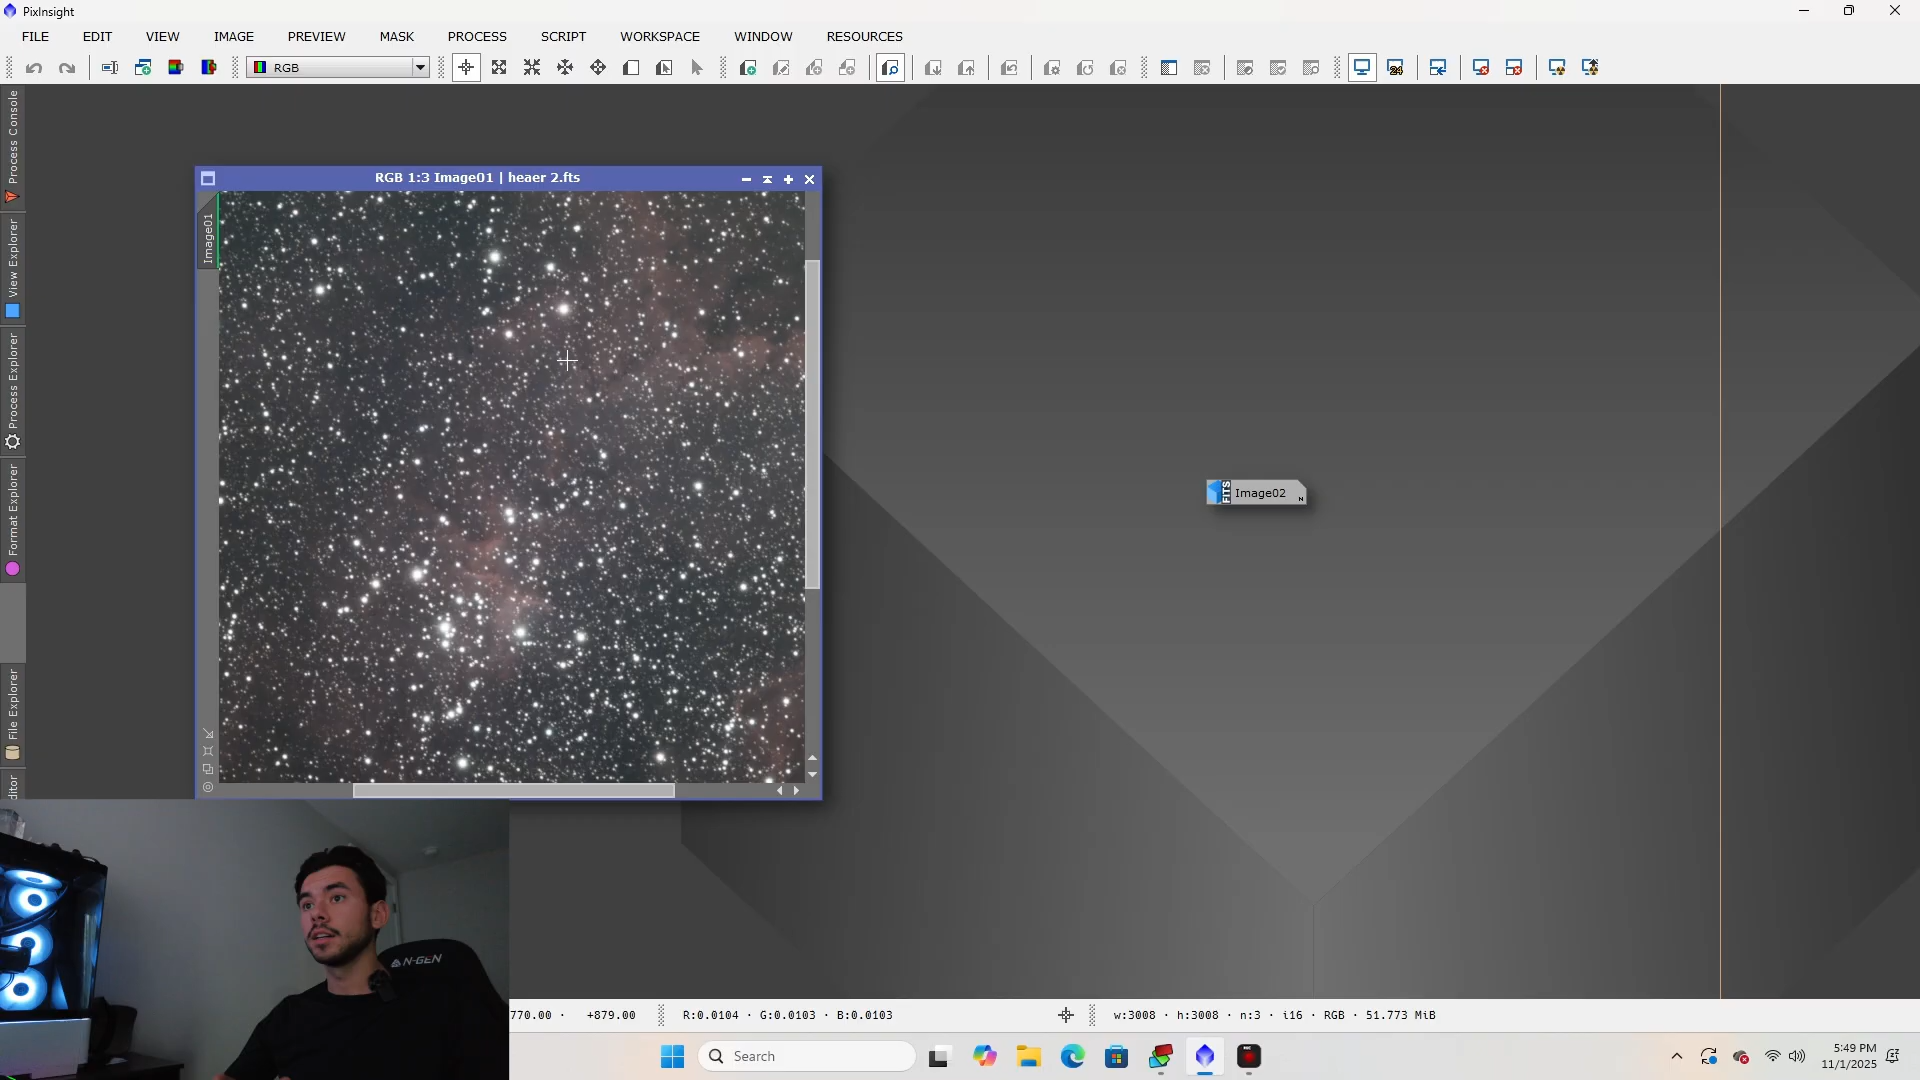 PixInsight
FILE EDIT VIEW IMAGE PREVIEW MASK PROCESS SCRIPT WORKSPACE WINDOW RESOURCES
RGB
24
Process Console
View Explorer
Process Explorer
Format Explorer
File Explorer
ditor
RGB 1:3 Image01 | heaer 2.fts
Image01
FITS Image02 N
N-GEN
770.00 · +879.00
R:0.0104 · G:0.0103 · B:0.0103
w:3008 · h:3008 · n:3 · i16 · RGB · 51.773 MiB
Search
5:49 PM
11/1/2025